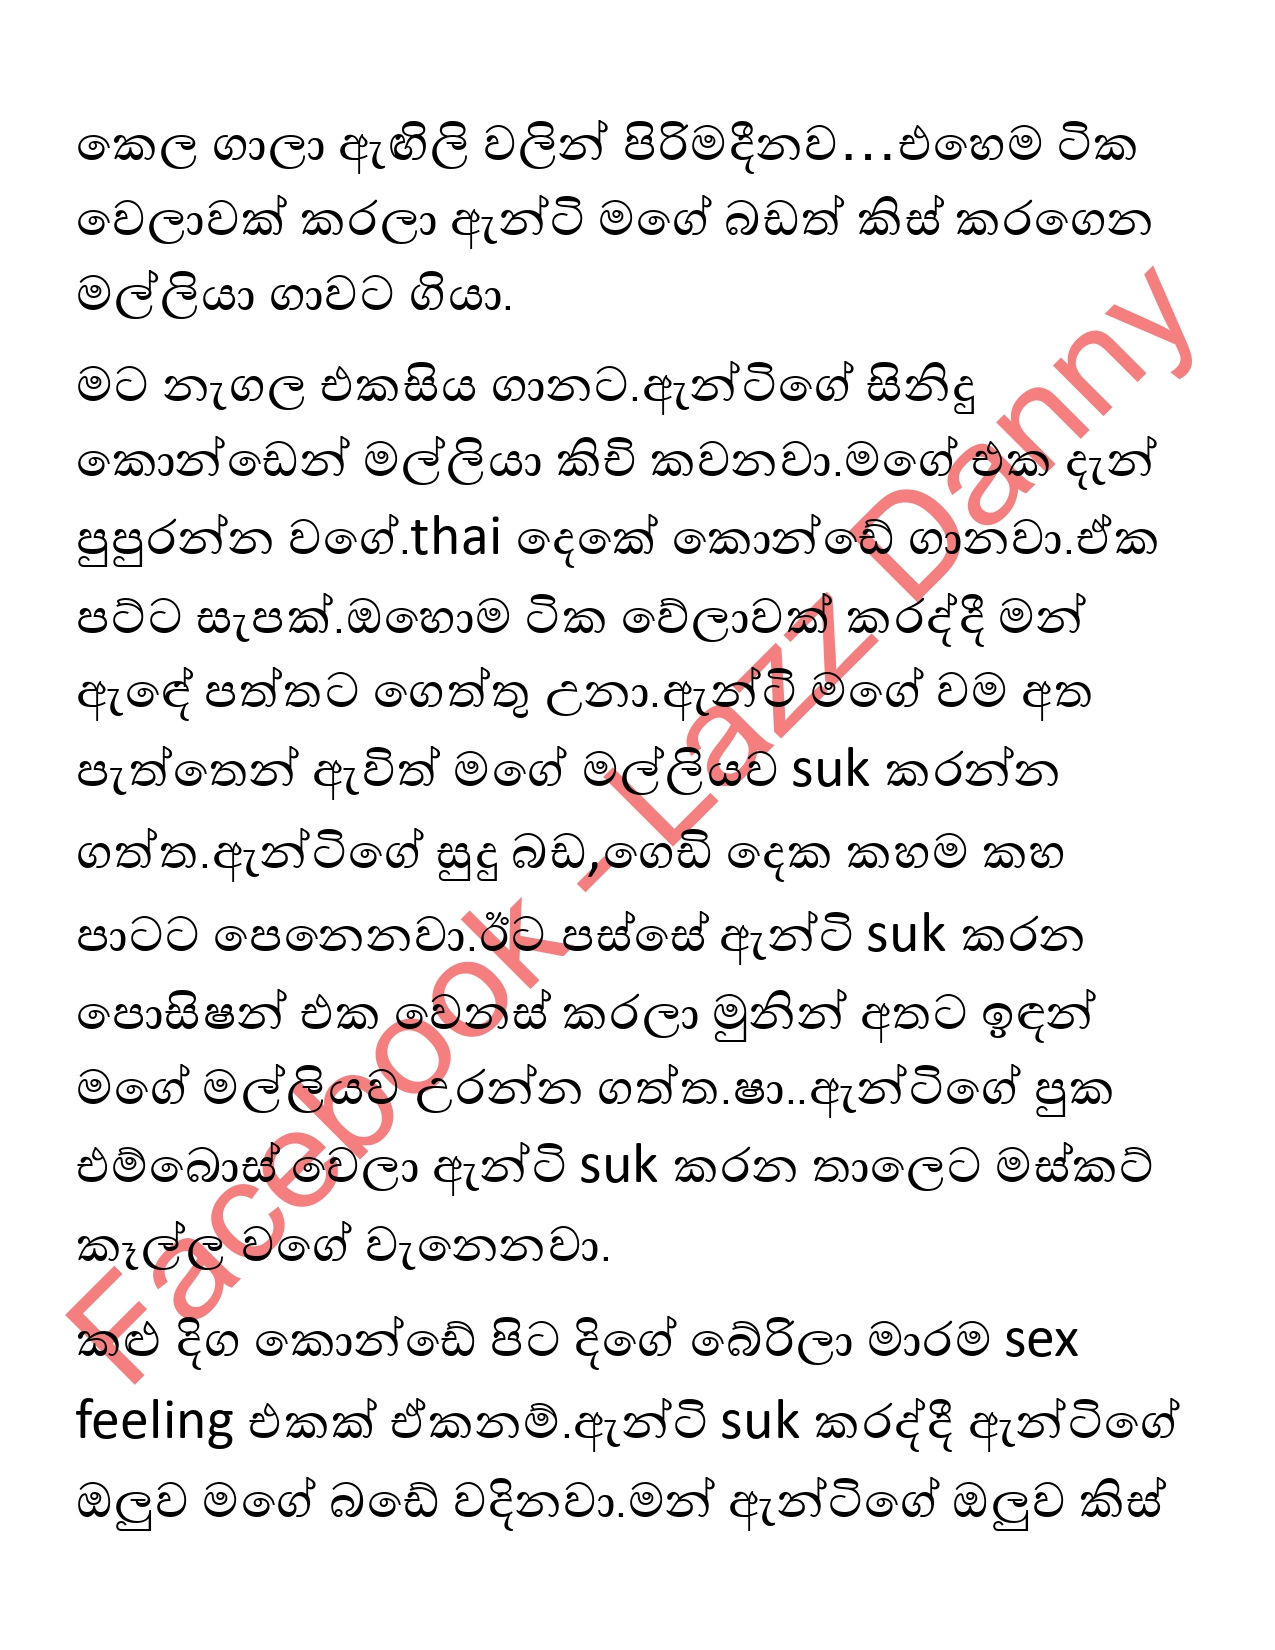 කෙල ගාලා ඇඟිලි වලින් පිරිමදීනව...එහෙම ටික
වෙලාවක් කරලා ඇන්ටි මගේ බඩත් කිස් කරගෙන
මල්ලියා ගාවට ගියා.
මට නැගල එකසිය ගානට.ඇන්ටිගේ සිනිදු
කොන්ඩෙන් මල්ලියා කිචි කවනවා.මගේ එක දැන්
පුපුරන්න වගේ.thai දෙකේ කොන්ඩේ ගානවා.ඒක
පට්ට සැපක්.ඔහොම ටික වේලාවක් කරද්දී මන්
ඇඳේ පත්තට ගෙත්තු උනා.ඇන්ටි මගේ වම අත
පැත්තෙන් ඇවිත් මගේ මල්ලියව suk කරන්න
ගත්ත.ඇන්ටිගේ සුදු බඩ,ගෙඩි දෙක කහම කහ
පාටට පෙනෙනවා.ඊට පස්සේ ඇන්ටි suk කරන
පොසිෂන් එක වෙනස් කරලා මුනින් අතට ඉඳන්
මගේ මල්ලියව උරන්න ගත්ත.ෂා..ඇන්ටිගේ පුක
එම්බොස් වෙලා ඇන්ටි suk කරන තාලෙට මස්කට්
කෑල්ල වගේ වැනෙනවා.
කළු දිග කොන්ඩේ පිට දිගේ බේරිලා මාරම sex
feeling එකක් ඒකනම්.ඇන්ටි suk කරද්දී ඇන්ටිගේ
ඔලුව මගේ බඩේ වදිනවා.මන් ඇන්ටිගේ ඔලුව කිස්
Facebook - Lazz Danny